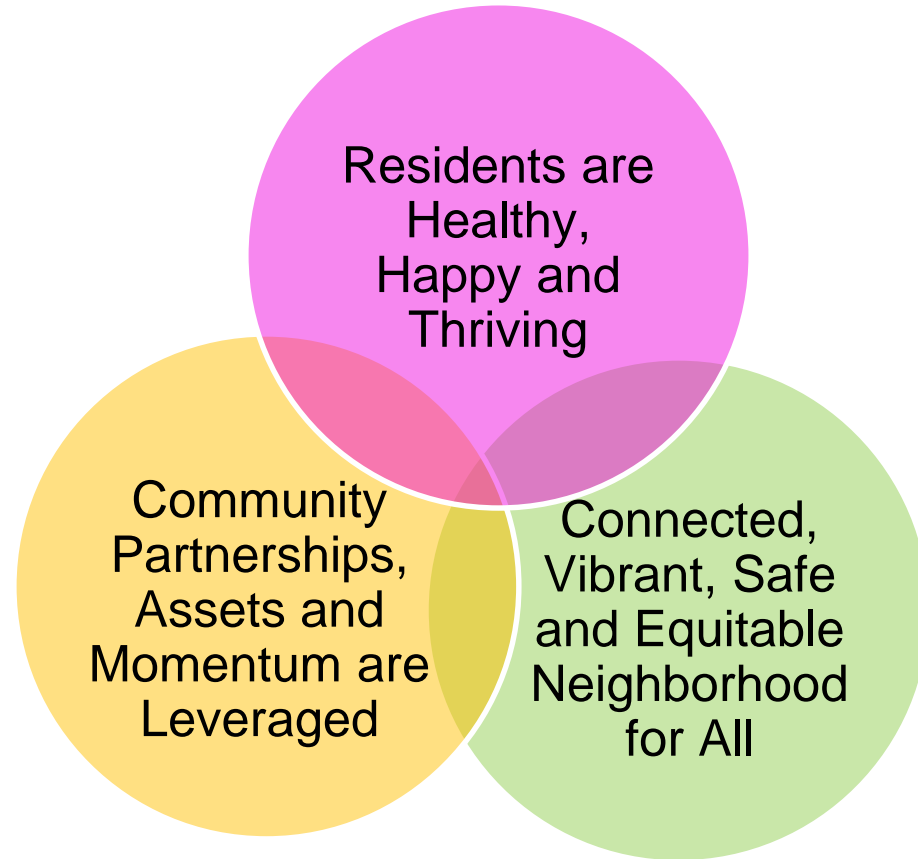 Residents are
Healthy,
Happy and
Thriving
Community
Partnerships,
Assets and
Momentum are
Leveraged
Connected,
Vibrant, Safe
and Equitable
Neighborhood
for All